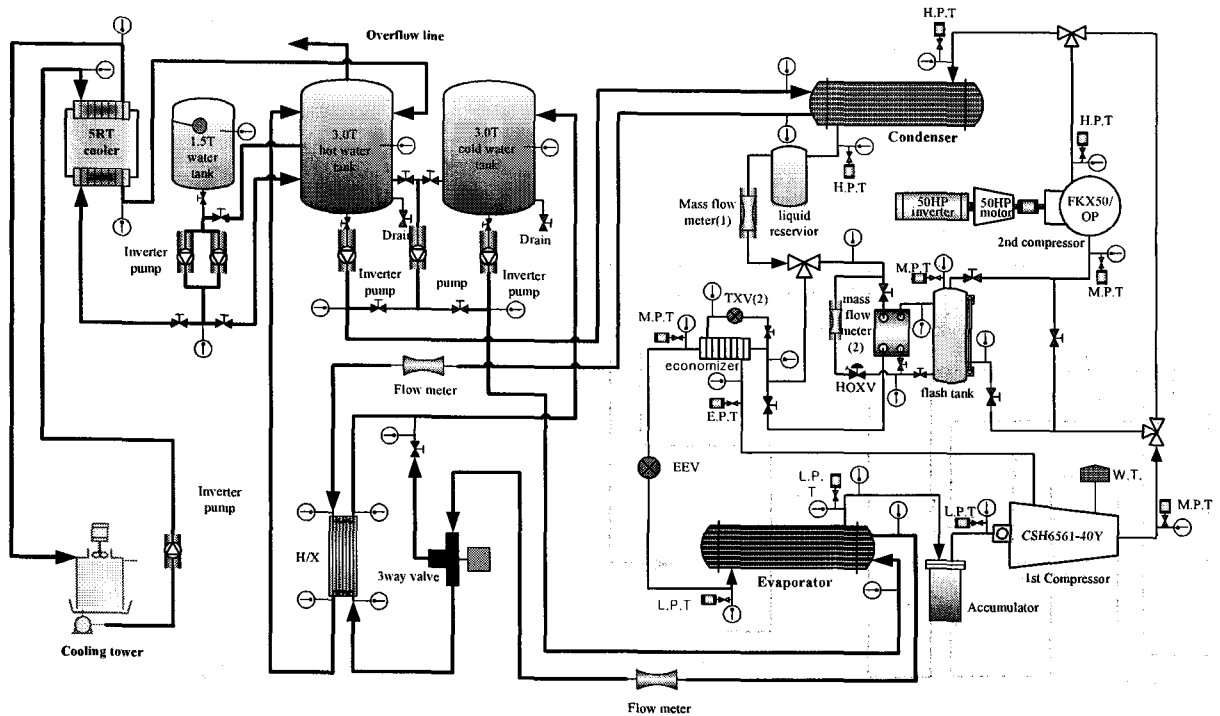 Overflow line
H.P.T
5RT
cooler
1.5T
water
tank
3.0T
hot water
tank
3.0T
cold water
tank
Condenser
H.P.T
H.P.T
Mass flow
meter(1)
liquid
reservior
50HP
inverter
50HP
motor
FKX50/
OP
2nd compressor
Drain
Drain
Inverter
pump
Inverter
pump
pump
Inverter
pump
M.P.T
M.P.T
TXV(2)
mass
flow
meter
(2)
M.P.T
economizer
HOXV
flash tank
Flow meter
E.P.T
EEV
L.P.
T
W.T.
M.P.T
L.P.T
CSH6561-40Y
1st Compressor
Inverter
pump
H/X
3way valve
Evaporator
L.P.T
Accumulator
Cooling tower
Flow meter